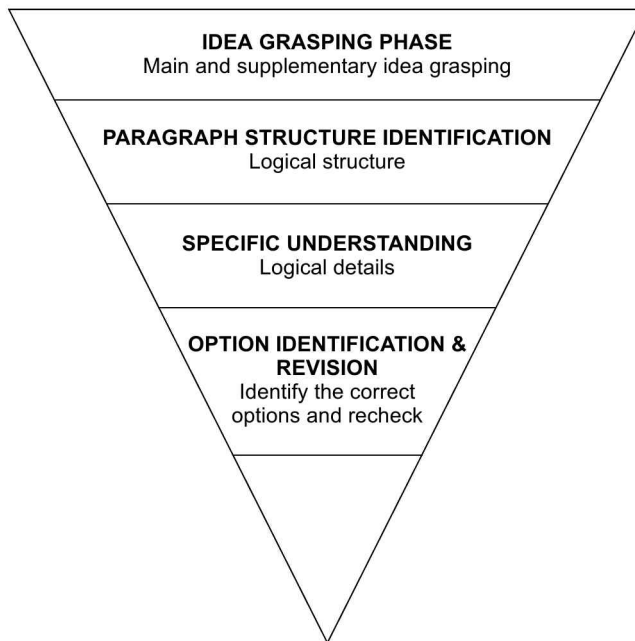 IDEA GRASPING PHASE
Main and supplementary idea grasping
PARAGRAPH STRUCTURE IDENTIFICATION
Logical structure
SPECIFIC UNDERSTANDING
Logical details
OPTION IDENTIFICATION &
REVISION
Identify the correct
options and recheck